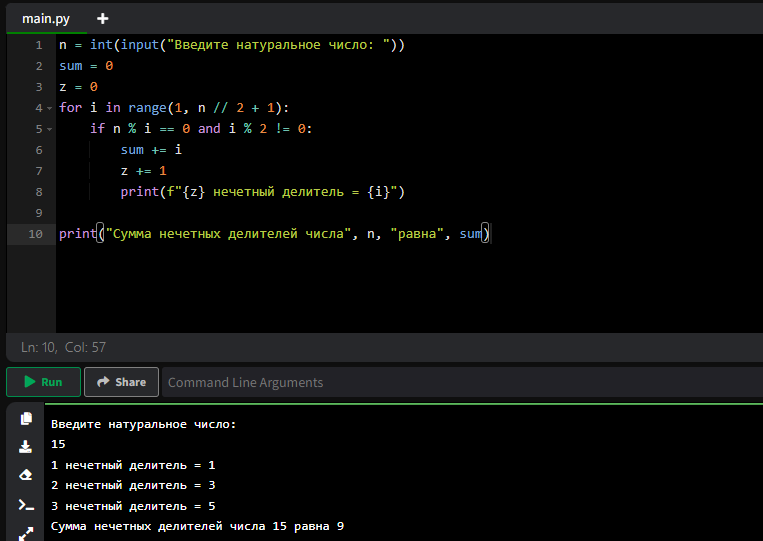 main.py +
1 n = int(input("Введите натуральное число: "))
2 sum = 0
3 z = 0
4 for i in range(1, n // 2 + 1):
5 if n % i == 0 and i % 2 != 0:
6 sum += i
7 z += 1
8 print(f"{z} нечетный делитель = {i}")
9
10 print("Сумма нечетных делителей числа", n, "равна", sum)
Ln: 10, Col: 57
Run Share Command Line Arguments
Введите натуральное число:
15
1 нечетный делитель = 1
2 нечетный делитель = 3
3 нечетный делитель = 5
Сумма нечетных делителей числа 15 равна 9